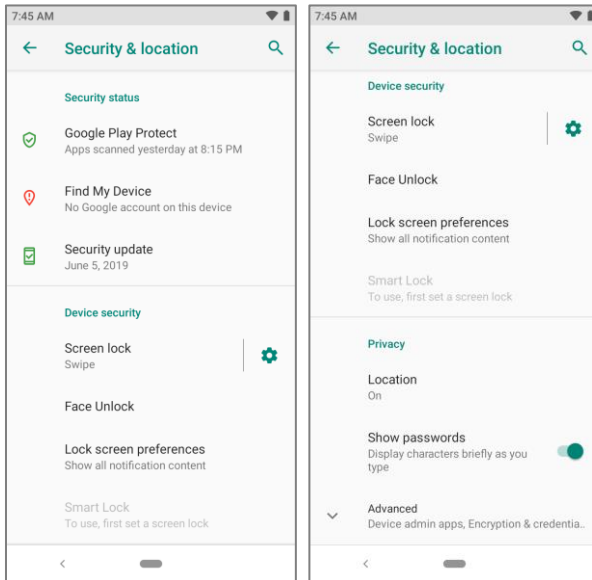 7:45 AM
Security & location
Security status
Google Play Protect
Apps scanned yesterday at 8:15 PM
Find My Device
No Google account on this device
Security update
June 5, 2019
Device security
Screen lock
Swipe
Face Unlock
Lock screen preferences
Show all notification content
Smart Lock
To use, first set a screen lock
7:45 AM
Security & location
Device security
Screen lock
Swipe
Face Unlock
Lock screen preferences
Show all notification content
Smart Lock
To use, first set a screen lock
Privacy
Location
On
Show passwords
Display characters briefly as you
type
Advanced
Device admin apps, Encryption & credentia..